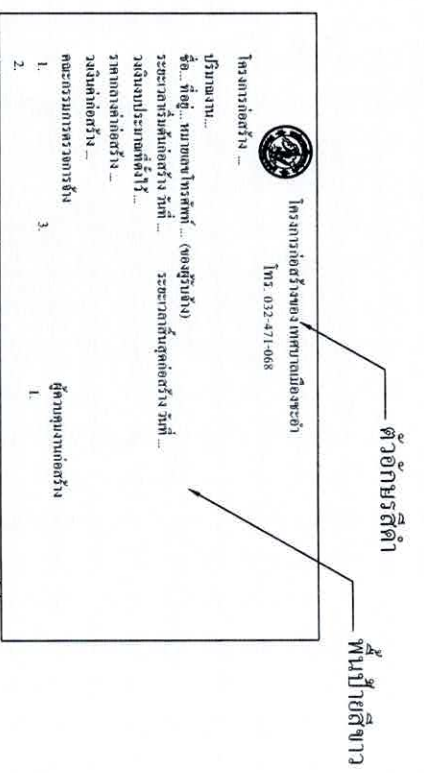 โครงการก่อสร้างของ เทศบาลเมืองชะอำ
โทร. 032-471-068
โครงการก่อสร้าง ...
ปริมาณงาน...
ชื่อ... ที่อยู่... หมายเลขโทรศัพท์ ... (ของผู้รับจ้าง)
ระยะเวลาเริ่มต้นก่อสร้าง วันที่ ... ระยะเวลาสิ้นสุดก่อสร้าง วันที่ ...
วงเงินงบประมาณที่ตั้งไว้ ...
ราคากลางค่าก่อสร้าง ...
วงเงินค่าก่อสร้าง ...
คณะกรรมการตรวจการจ้าง ผู้ควบคุมงานก่อสร้าง
1. 3. 1.
2.
ตัวอักษรสีดำ
พื้นป้ายสีขาว